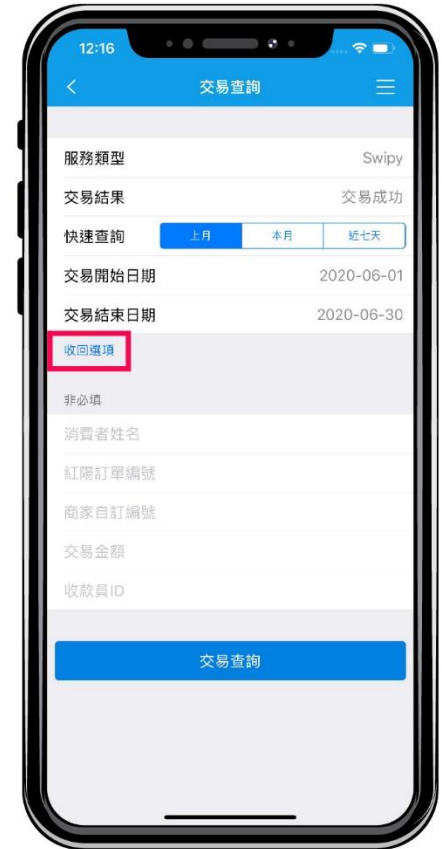 12:16
交易查詢
服務類型 Swipy
交易結果 交易成功
快速查詢 上月 本月 近七天
交易開始日期 2020-06-01
交易結束日期 2020-06-30
收回選項
非必填
消費者姓名
紅陽訂單編號
商家自訂編號
交易金額
收款員ID
交易查詢